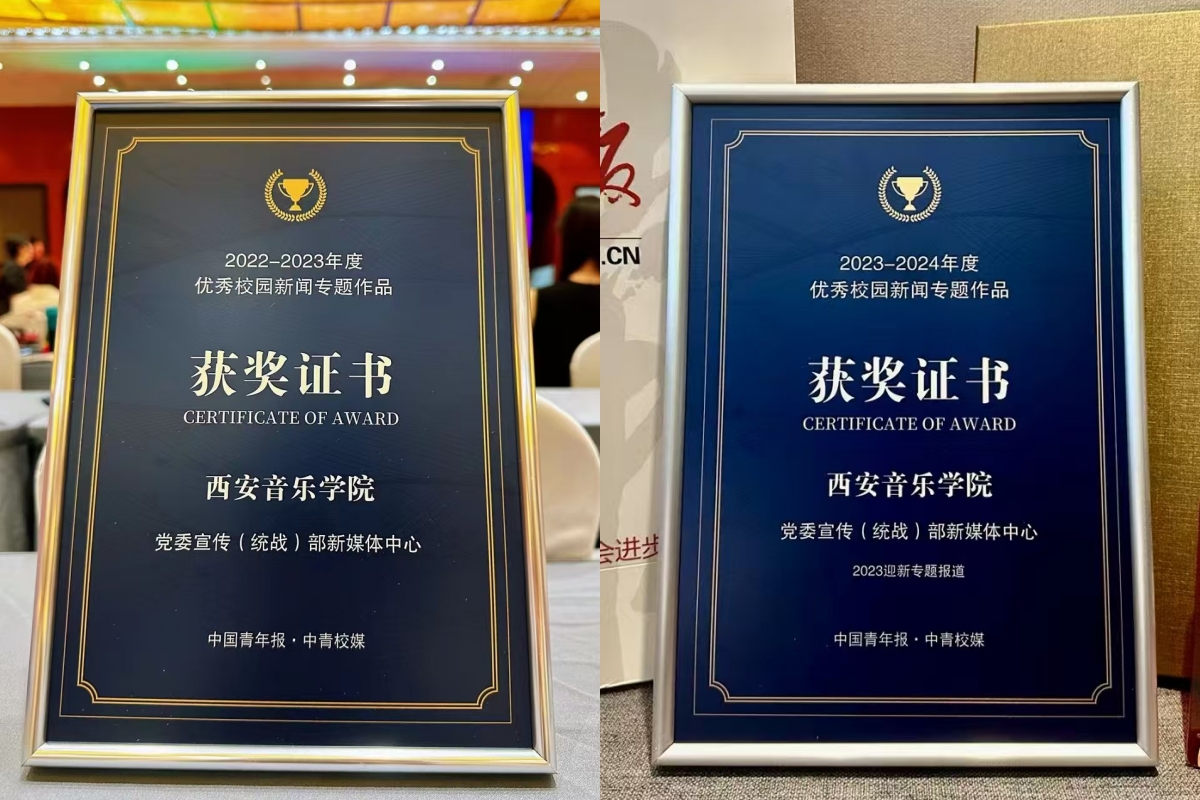 2022-2023年度
优秀校园新闻专题作品
获奖证书
CERTIFICATE OF AWARD
西安音乐学院
党委宣传（统战）部新媒体中心
中国青年报·中青校媒
.CN
会进步
2023-2024年度
优秀校园新闻专题作品
获奖证书
CERTIFICATE OF AWARD
西安音乐学院
党委宣传（统战）部新媒体中心
2023迎新专题报道
中国青年报·中青校媒